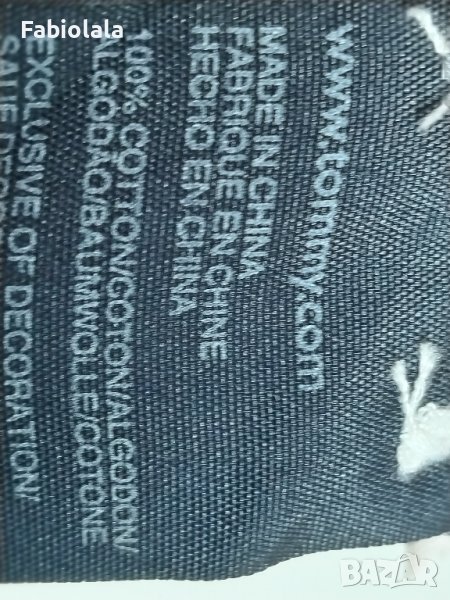 Fabiolala
www.tommy.com
MADE IN CHINA
FABRIQUE EN CHINE
HECHO EN CHINA
100% COTTON/COTON/ALGODON/
ALGODAO/BAUMWOLLE/COTONE
EXCLUSIVE OF DECORATION/
BAZAR